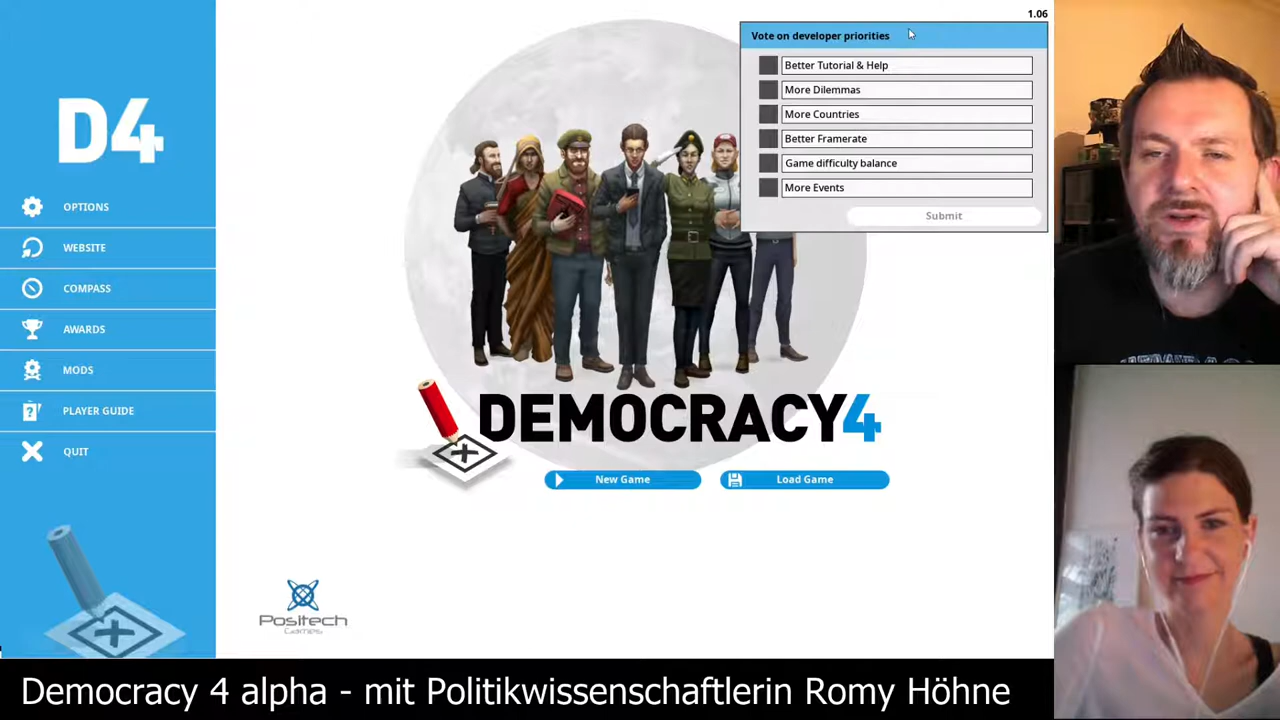 1.06
Vote on developer priorities
Better Tutorial & Help
More Dilemmas
More Countries
Better Framerate
Game difficulty balance
More Events
Submit
D4
OPTIONS
WEBSITE
COMPASS
AWARDS
MODS
PLAYER GUIDE
QUIT
DEMOCRACY4
New Game
Load Game
Positech
Games
Democracy 4 alpha - mit Politikwissenschaftlerin Romy Höhne